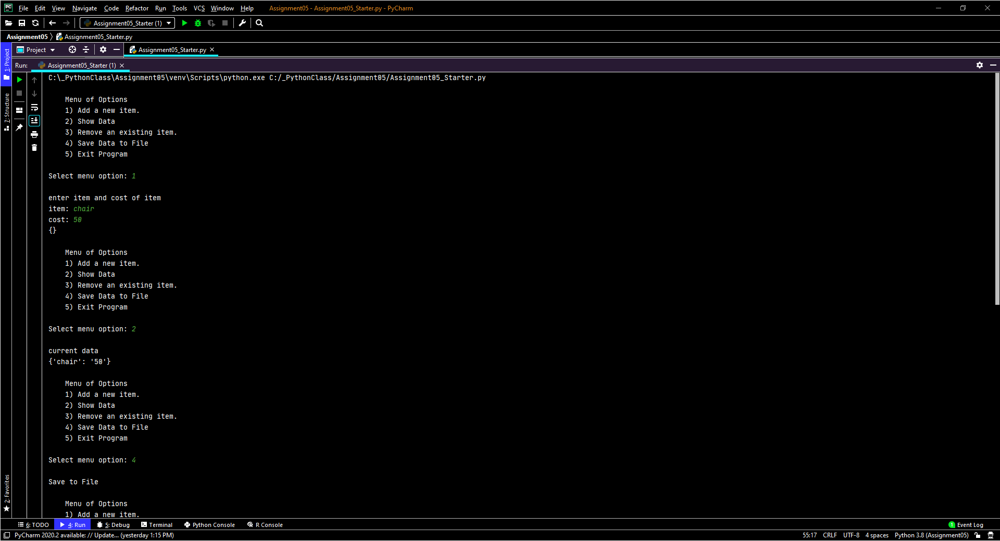 PC File Edit View Navigate Code Refactor Run Tools VCS Window Help Assignment05 - Assignment05_Starter.py - PyCharm
Assignment05_Starter (1)
Assignment05 Assignment05_Starter.py
1: Project
Project Assignment05_Starter.py
Run: Assignment05_Starter (1)
7: Structure
C:\_PythonClass\Assignment05\venv\Scripts\python.exe C:/_PythonClass/Assignment05/Assignment05_Starter.py
Menu of Options
1) Add a new item.
2) Show Data
3) Remove an existing item.
4) Save Data to File
5) Exit Program
Select menu option: 1
enter item and cost of item
item: chair
cost: 50
{}
Menu of Options
1) Add a new item.
2) Show Data
3) Remove an existing item.
4) Save Data to File
5) Exit Program
Select menu option: 2
current data
{'chair': '50'}
Menu of Options
1) Add a new item.
2) Show Data
3) Remove an existing item.
4) Save Data to File
5) Exit Program
Select menu option: 4
Save to File
Menu of Options
1) Add a new item.
2: Favorites
6: TODO 4: Run 5: Debug Terminal Python Console R Console 1 Event Log
PyCharm 2020.2 available: // Update... (yesterday 1:15 PM) 55:17 CRLF UTF-8 4 spaces Python 3.8 (Assignment05)